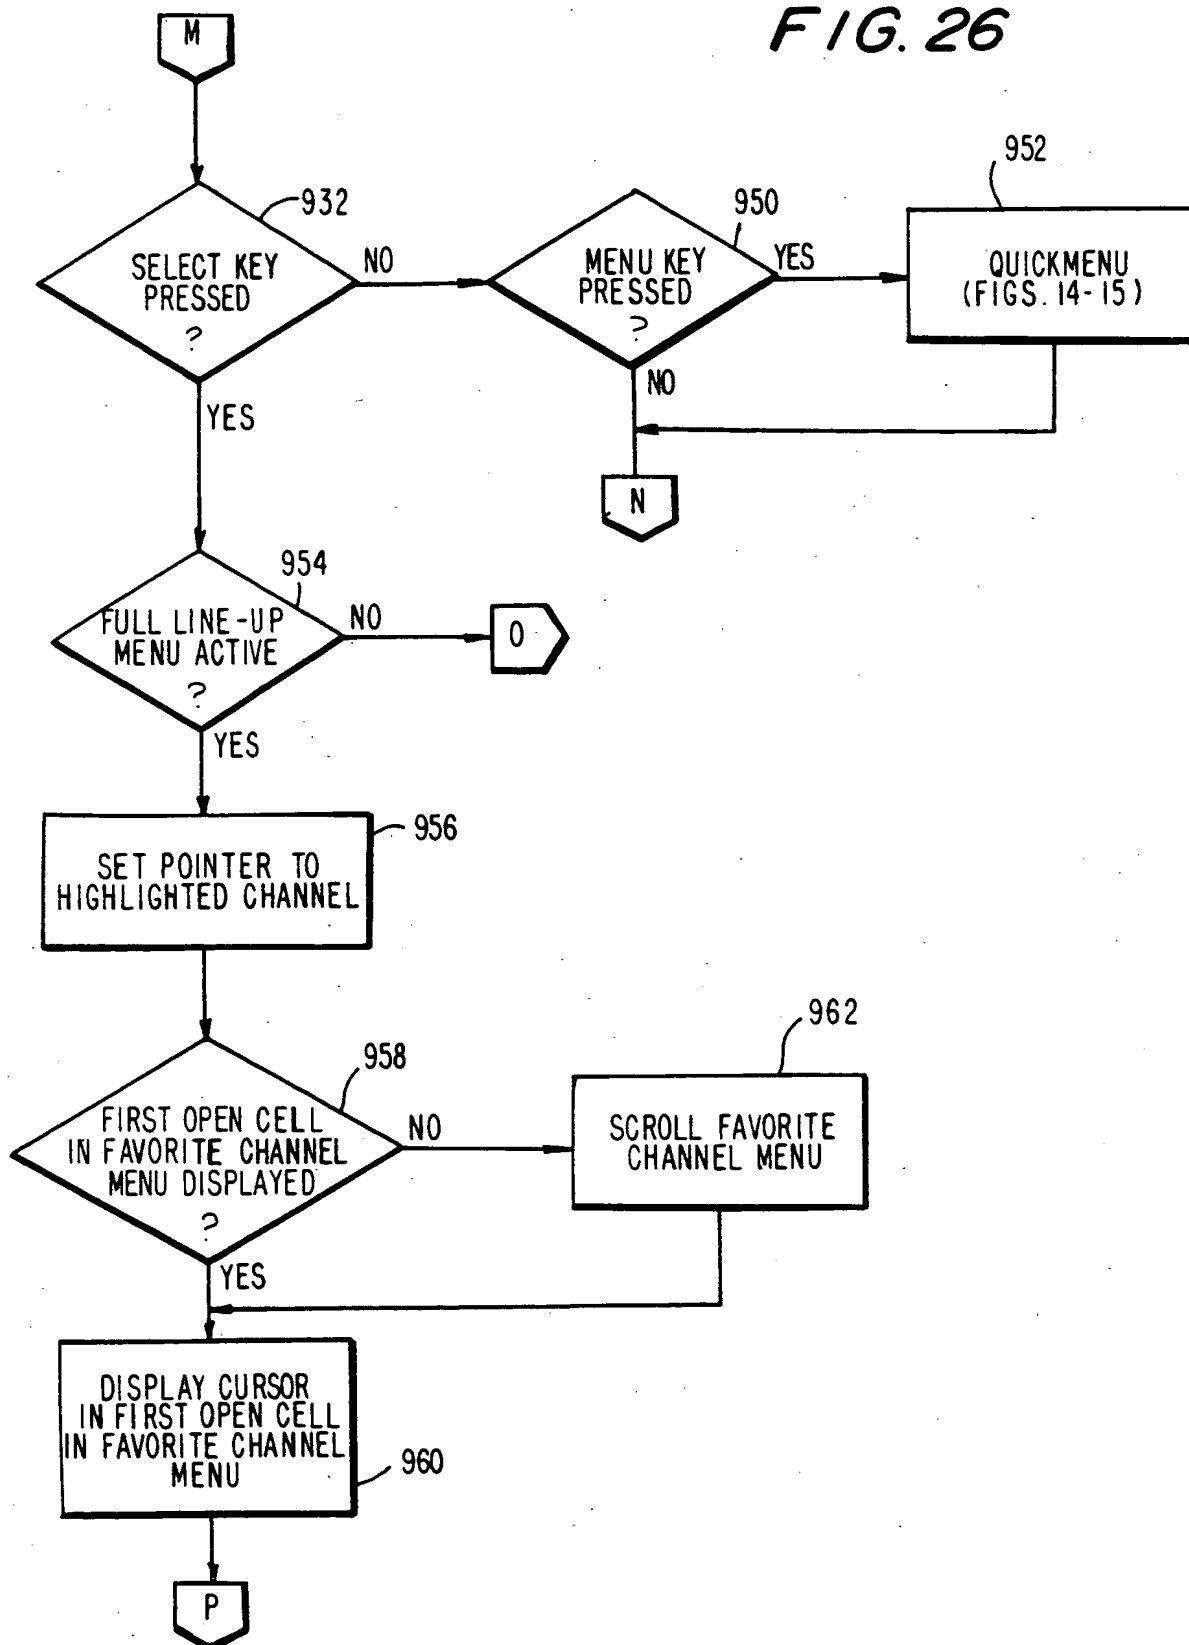 FIG. 26
M
932
SELECT KEY
PRESSED
?
NO
YES
950
MENU KEY
PRESSED
?
YES
NO
952
QUICKMENU
(FIGS. 14-15)
N
954
FULL LINE-UP
MENU ACTIVE
?
NO
O
YES
956
SET POINTER TO
HIGHLIGHTED CHANNEL
958
FIRST OPEN CELL
IN FAVORITE CHANNEL
MENU DISPLAYED
?
NO
YES
962
SCROLL FAVORITE
CHANNEL MENU
DISPLAY CURSOR
IN FIRST OPEN CELL
IN FAVORITE CHANNEL
MENU
960
P